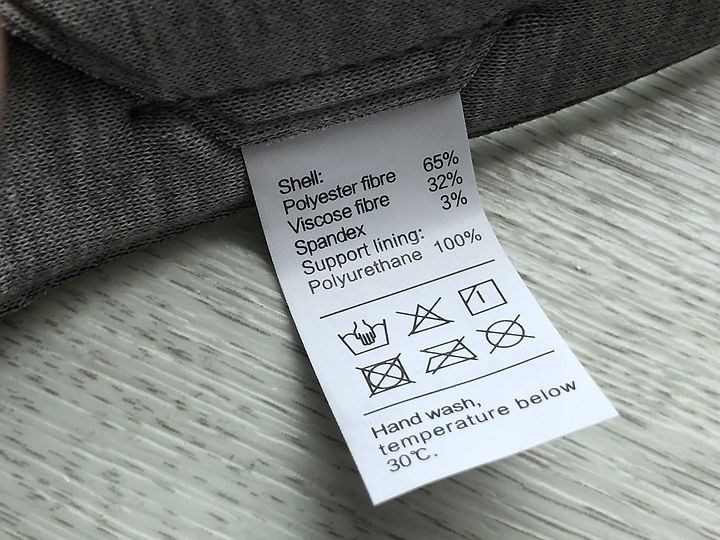 Shell:
Polyester fibre 65%
Viscose fibre 32%
Spandex 3%
Support lining:
Polyurethane 100%
Hand wash,
temperature below
30℃.